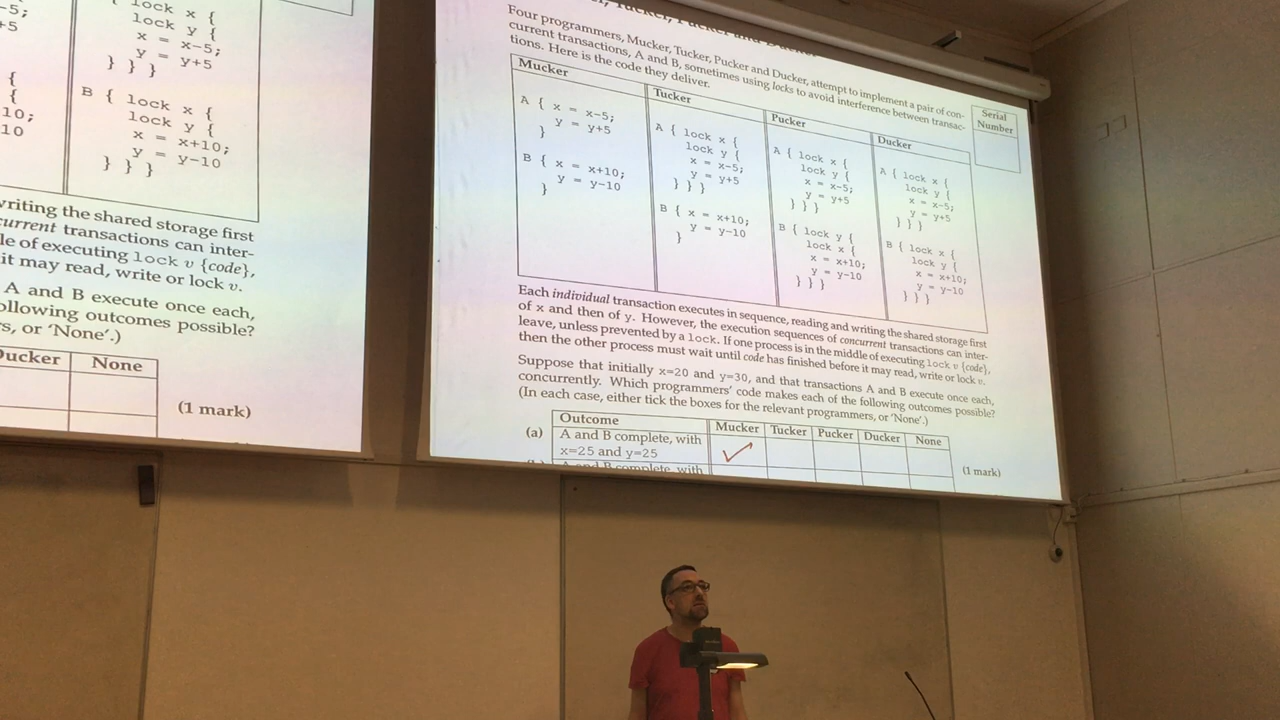 lock x {
lock y {
x = x-5;
y = y+5
} } }
B { lock x {
lock y {
x = x+10;
y = y-10
} } }
-5;
+5
{
{
10;
10
writing the shared storage first
current transactions can inter-
le of executing lock v {code},
it may read, write or lock v.
A and B execute once each,
ollowing outcomes possible?
rs, or 'None'.)
Ducker None
(1 mark)
Four programmers, Mucker, Tucker, Pucker and Ducker, attempt to implement a pair of con-
current transactions, A and B, sometimes using locks to avoid interference between transac-
tions. Here is the code they deliver.
Serial
Number
Mucker
A { x = x-5;
y = y+5
}
B { x = x+10;
y = y-10
}
Tucker
A { lock x {
lock y {
x = x-5;
y = y+5
} } }
B { x = x+10;
y = y-10
}
Pucker
A { lock x {
lock y {
x = x-5;
y = y+5
} } }
B { lock y {
lock x {
x = x+10;
y = y-10
} } }
Ducker
A { lock x {
lock y {
x = x-5;
y = y+5
} } }
B { lock x {
lock y {
x = x+10;
y = y-10
} } }
Each individual transaction executes in sequence, reading and writing the shared storage first
of x and then of y. However, the execution sequences of concurrent transactions can inter-
leave, unless prevented by a lock. If one process is in the middle of executing lock v {code},
then the other process must wait until code has finished before it may read, write or lock v.
Suppose that initially x=20 and y=30, and that transactions A and B execute once each,
concurrently. Which programmers' code makes each of the following outcomes possible?
(In each case, either tick the boxes for the relevant programmers, or 'None'.)
Outcome Mucker Tucker Pucker Ducker None
(a) A and B complete, with ✓
x=25 and y=25
(1 mark)
A and B complete, with